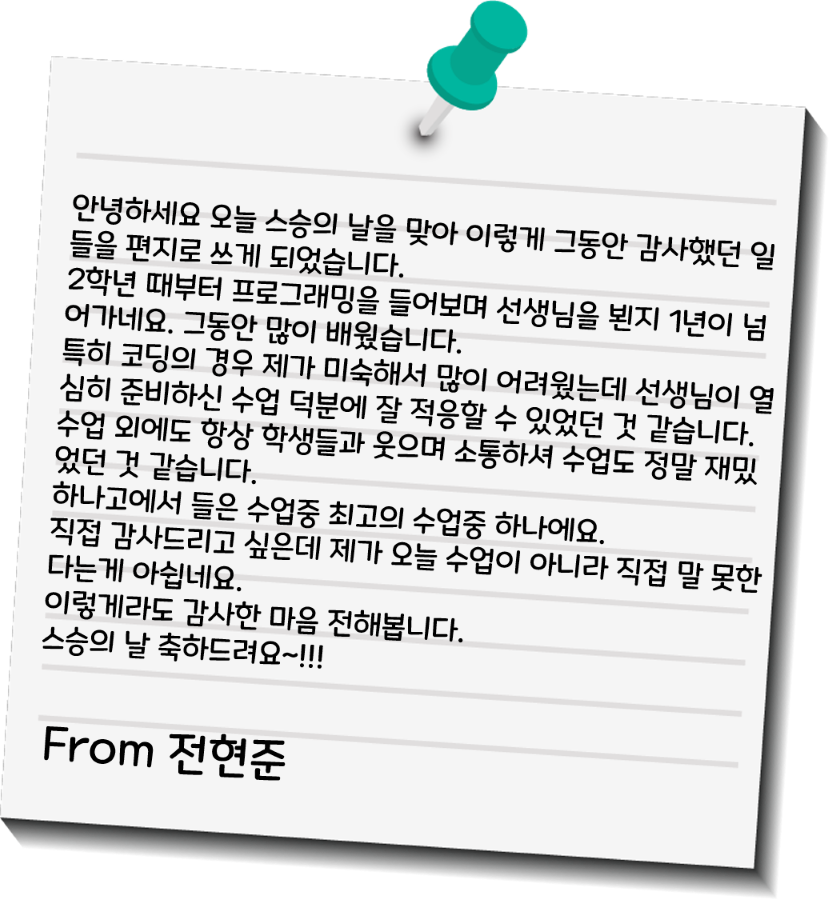 안녕하세요 오늘 스승의 날을 맞아 이렇게 그동안 감사했던 일
들을 편지로 쓰게 되었습니다.
2학년 때부터 프로그래밍을 들어보며 선생님을 뵌지 1년이 넘
어가네요. 그동안 많이 배웠습니다.
특히 코딩의 경우 제가 미숙해서 많이 어려웠는데 선생님이 열
심히 준비하신 수업 덕분에 잘 적응할 수 있었던 것 같습니다.
수업 외에도 항상 학생들과 웃으며 소통하셔 수업도 정말 재밌
었던 것 같습니다.
하나고에서 들은 수업중 최고의 수업중 하나에요.
직접 감사드리고 싶은데 제가 오늘 수업이 아니라 직접 말 못한
다는게 아쉽네요.
이렇게라도 감사한 마음 전해봅니다.
스승의 날 축하드려요~!!!
From 전현준